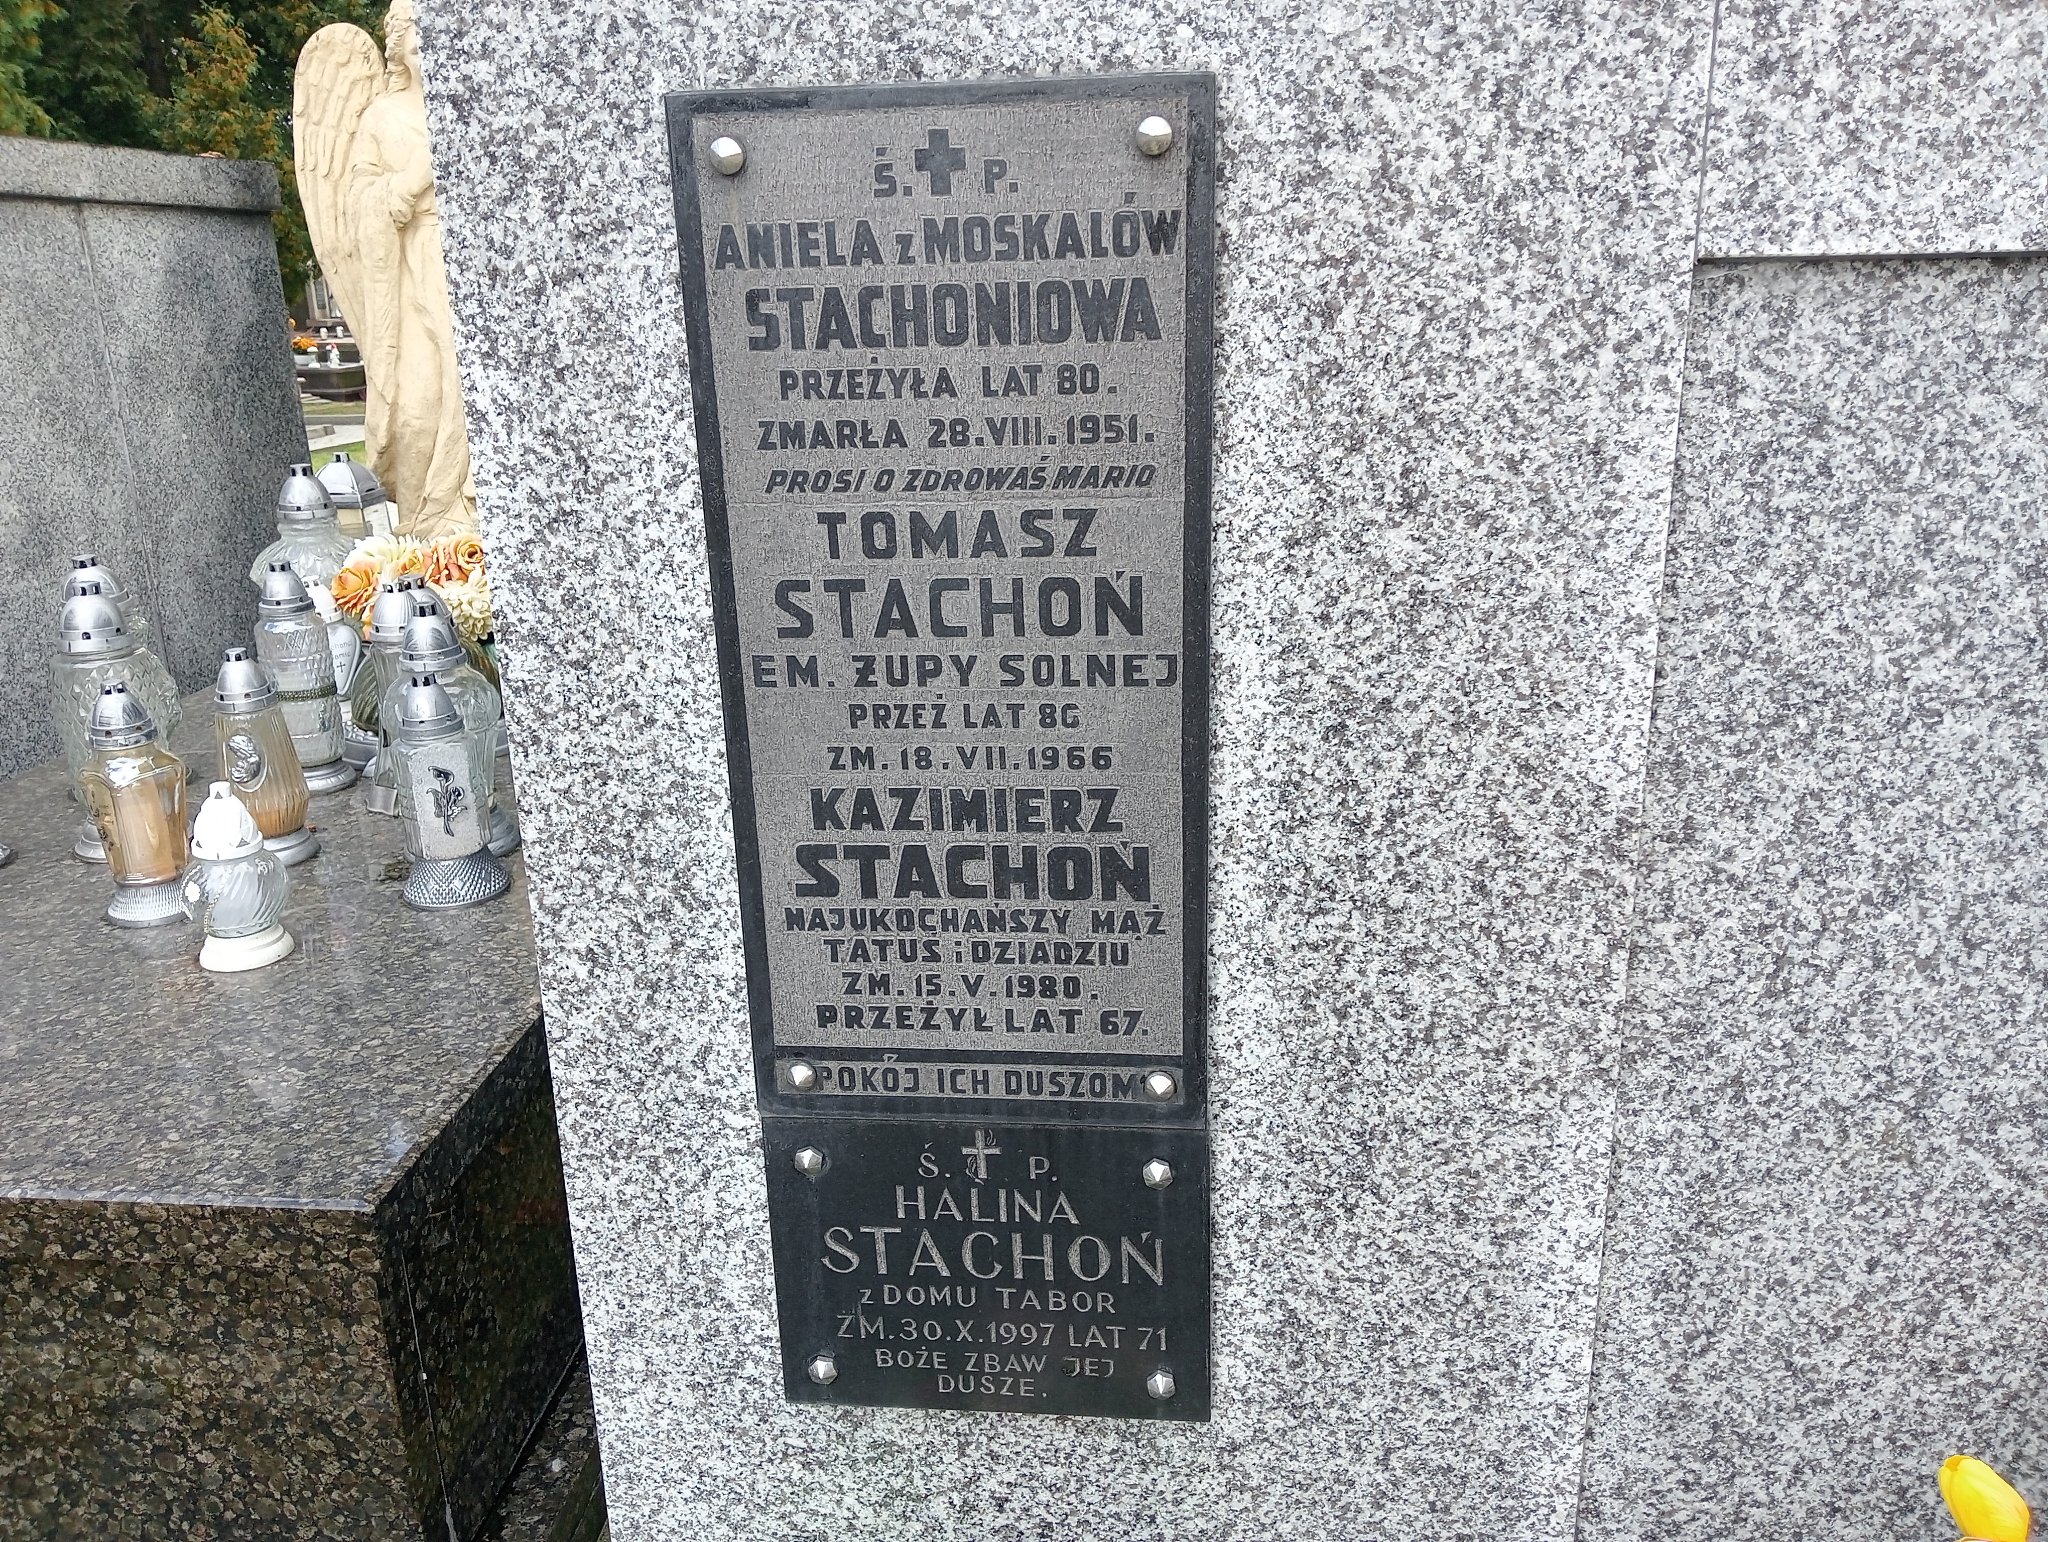 Ś. P.
ANIELA z MOSKALÓW
STACHONIOWA
PRZEŻYŁA LAT 80.
ZMARŁA 28.VIII.1951.
PROSI O ZDROWAŚ MARIO
TOMASZ
STACHOŃ
EM. ŻUPY SOLNEJ
PRZEŻ LAT 86
ZM. 18. VII. 1966
KAZIMIERZ
STACHOŃ
NAJUKOCHAŃSZY MĄŻ
TATUŚ i DZIADZIU
ZM. 15. V. 1980.
PRZEŻYŁ LAT 67.
POKÓJ ICH DUSZOM
Ś. P.
HALINA
STACHOŃ
z DOMU TABOR
ZM.30.X.1997 LAT 71
BOŻE ZBAW JEJ
DUSZE.